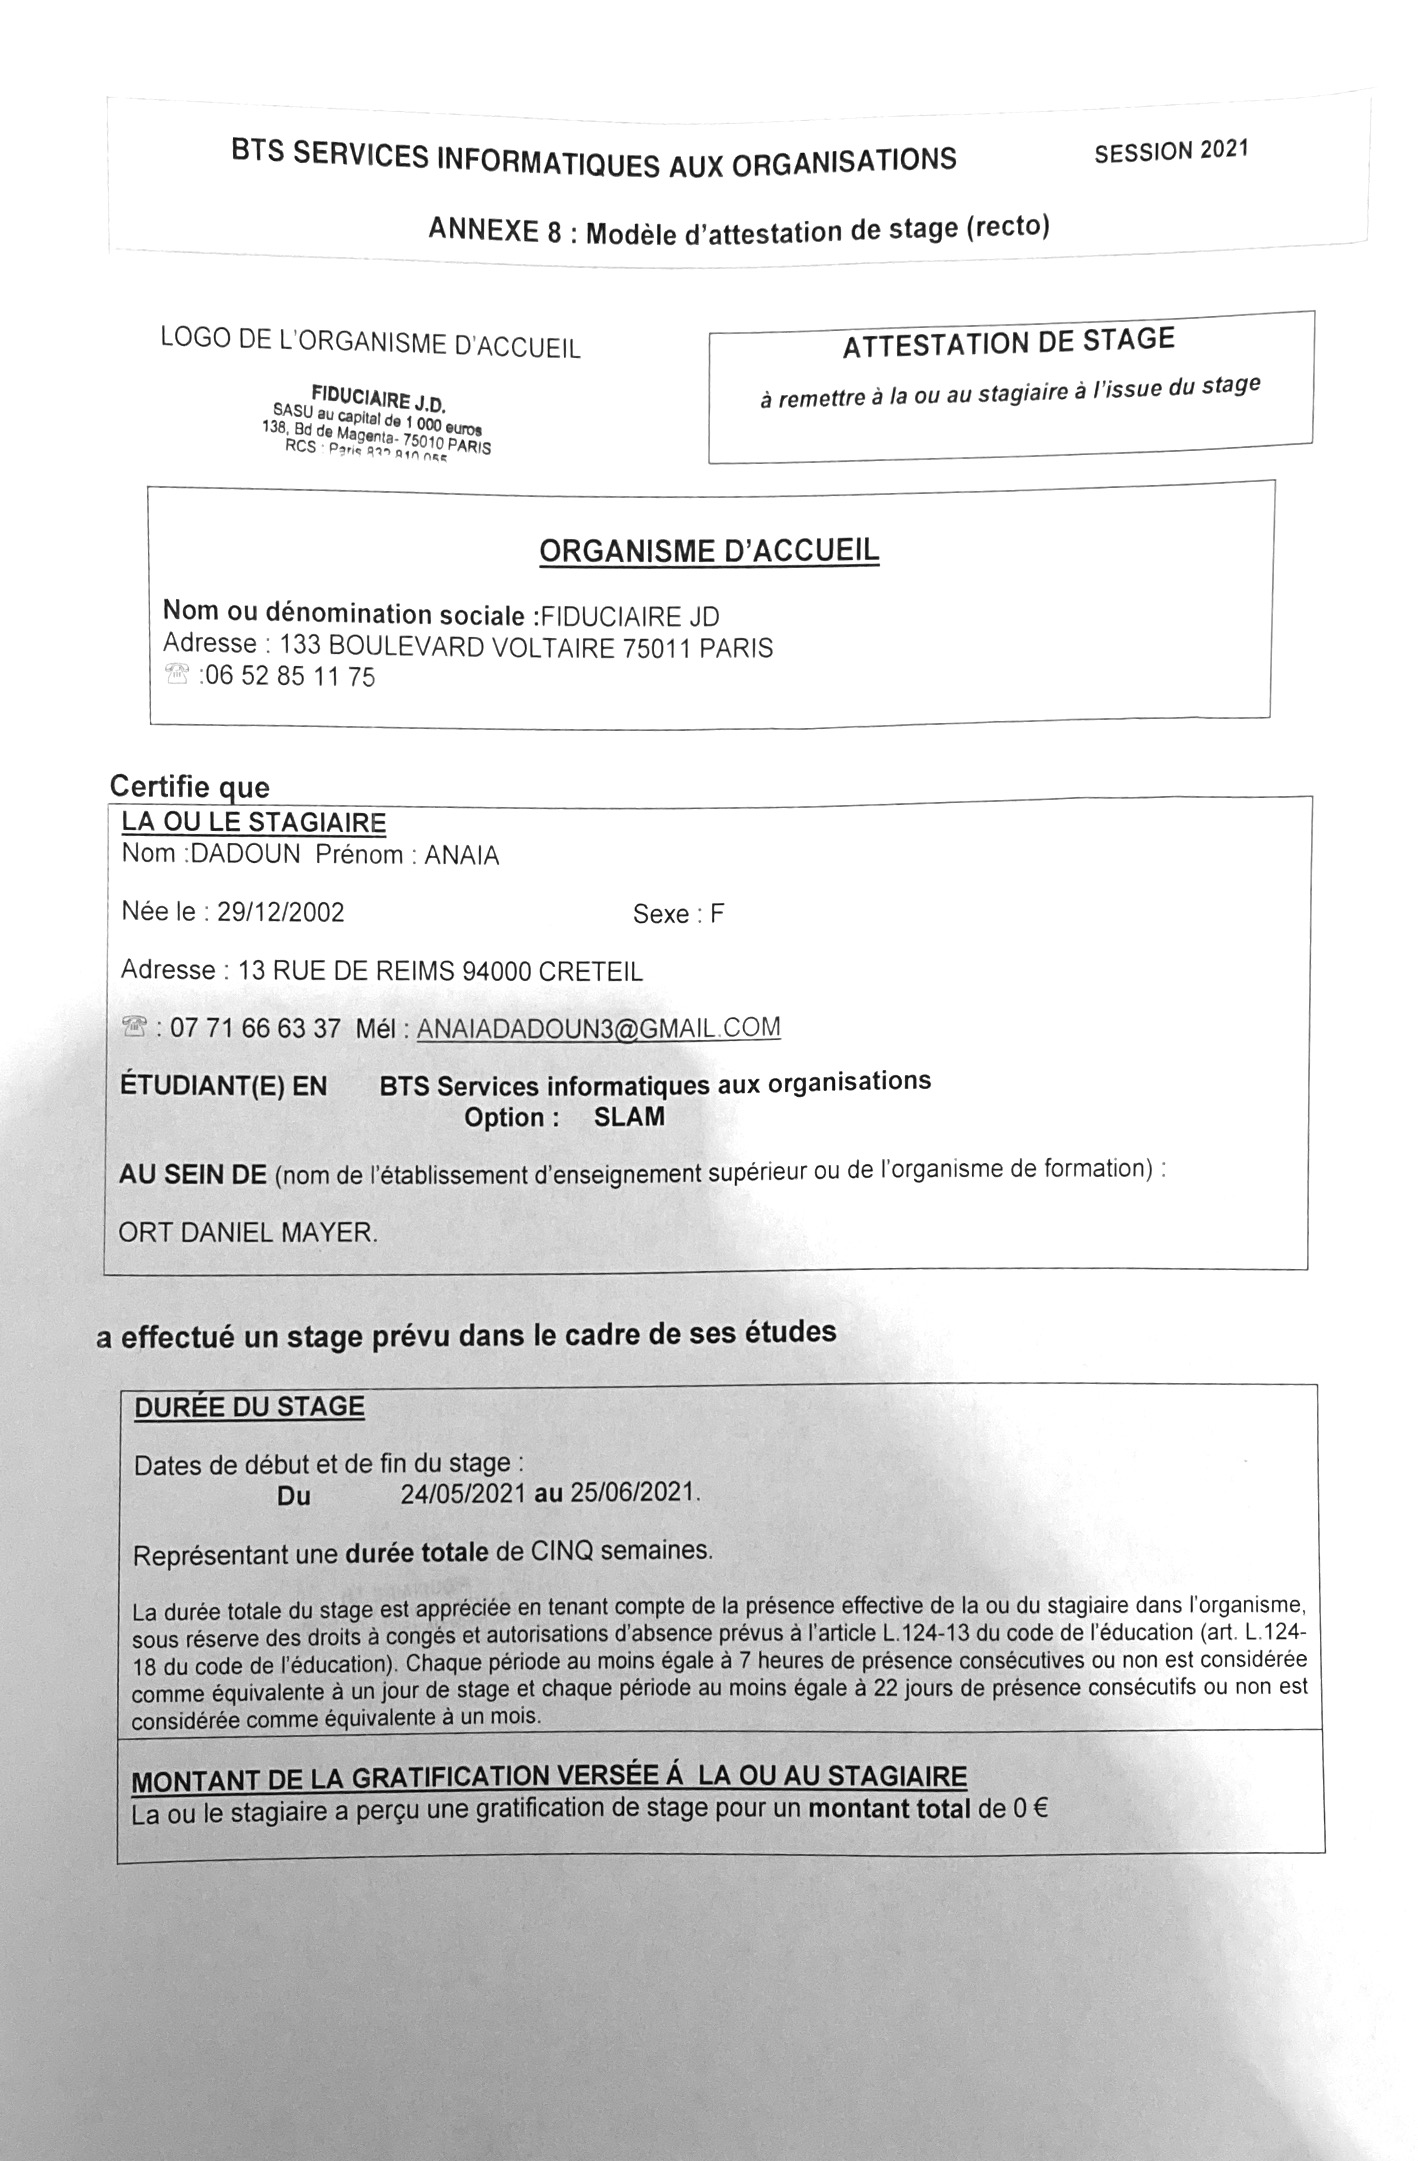 BTS SERVICES INFORMATIQUES AUX ORGANISATIONS SESSION 2021
ANNEXE 8 : Modèle d'attestation de stage (recto)
LOGO DE L'ORGANISME D'ACCUEIL
FIDUCIAIRE J.D.
SASU au capital de 1 000 euros
138, Bd de Magenta- 75010 PARIS
RCS : Paris 832 810 055
ATTESTATION DE STAGE
à remettre à la ou au stagiaire à l'issue du stage
ORGANISME D'ACCUEIL
Nom ou dénomination sociale :FIDUCIAIRE JD
Adresse : 133 BOULEVARD VOLTAIRE 75011 PARIS
☏ :06 52 85 11 75
Certifie que
LA OU LE STAGIAIRE
Nom :DADOUN Prénom : ANAIA
Née le : 29/12/2002 Sexe : F
Adresse : 13 RUE DE REIMS 94000 CRETEIL
☏ : 07 71 66 63 37 Mél : ANAIADADOUN3@GMAIL.COM
ÉTUDIANT(E) EN BTS Services informatiques aux organisations
Option : SLAM
AU SEIN DE (nom de l'établissement d'enseignement supérieur ou de l'organisme de formation) :
ORT DANIEL MAYER.
a effectué un stage prévu dans le cadre de ses études
DURÉE DU STAGE
Dates de début et de fin du stage :
Du 24/05/2021 au 25/06/2021.
Représentant une durée totale de CINQ semaines.
La durée totale du stage est appréciée en tenant compte de la présence effective de la ou du stagiaire dans l'organisme,
sous réserve des droits à congés et autorisations d'absence prévus à l'article L.124-13 du code de l'éducation (art. L.124-
18 du code de l'éducation). Chaque période au moins égale à 7 heures de présence consécutives ou non est considérée
comme équivalente à un jour de stage et chaque période au moins égale à 22 jours de présence consécutifs ou non est
considérée comme équivalente à un mois.
MONTANT DE LA GRATIFICATION VERSÉE Á LA OU AU STAGIAIRE
La ou le stagiaire a perçu une gratification de stage pour un montant total de 0 €